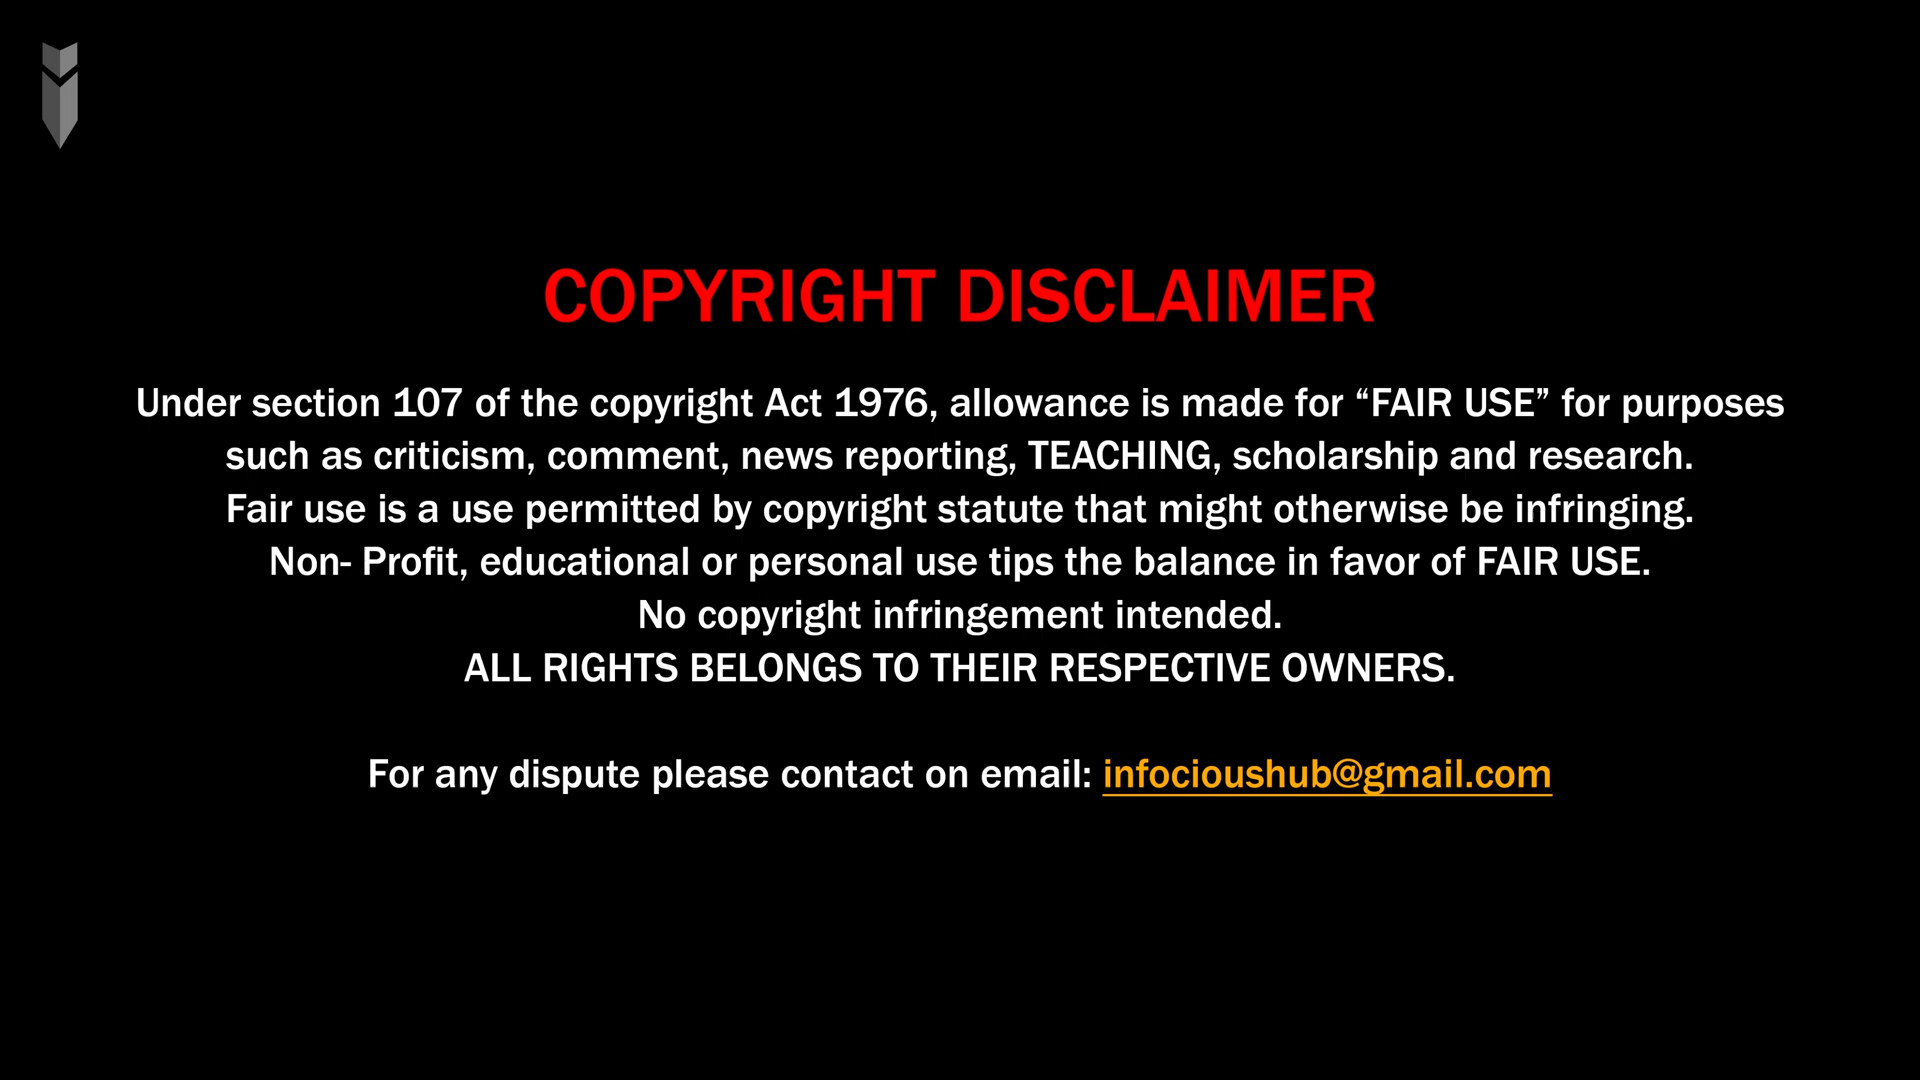 COPYRIGHT DISCLAIMER
Under section 107 of the copyright Act 1976, allowance is made for “FAIR USE” for purposes
such as criticism, comment, news reporting, TEACHING, scholarship and research.
Fair use is a use permitted by copyright statute that might otherwise be infringing.
Non- Profit, educational or personal use tips the balance in favor of FAIR USE.
No copyright infringement intended.
ALL RIGHTS BELONGS TO THEIR RESPECTIVE OWNERS.
For any dispute please contact on email: infocioushub@gmail.com